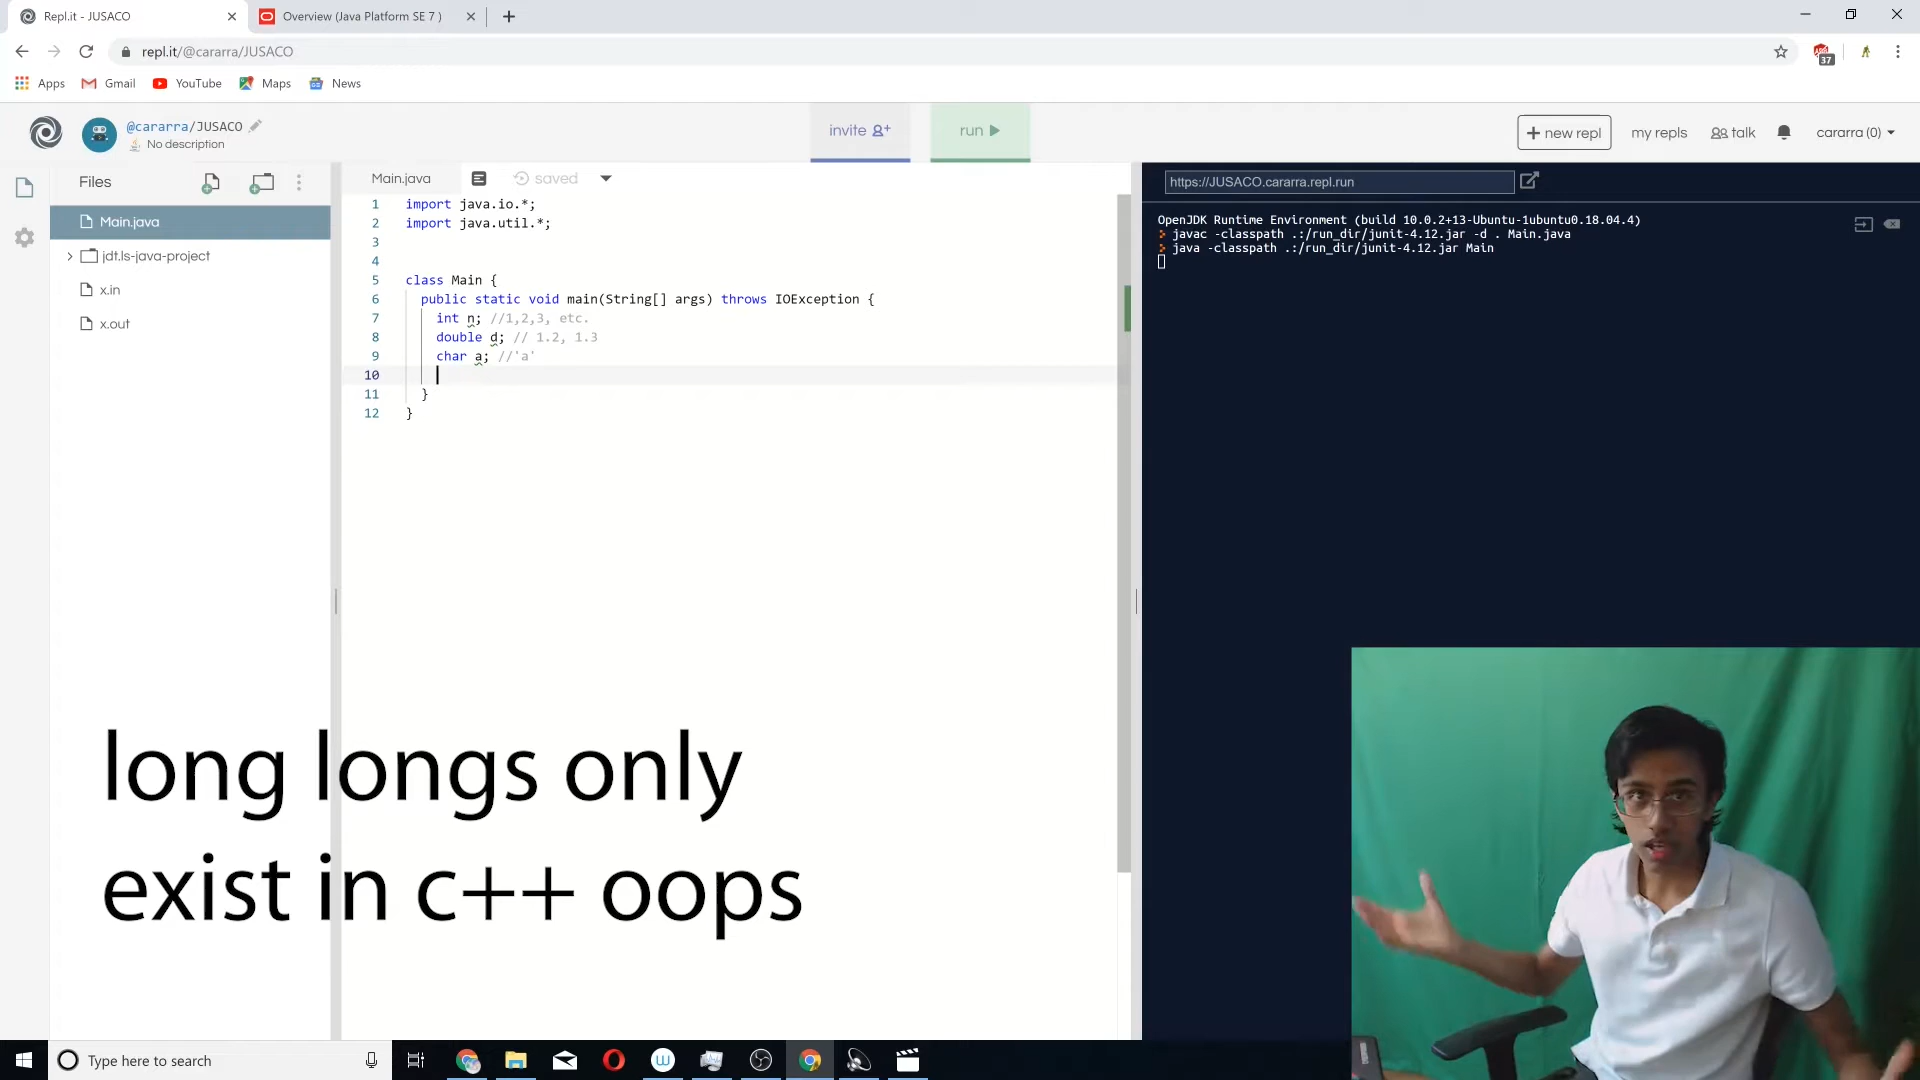 Repl.it - JUSACO
Overview (Java Platform SE 7 )
repl.it/@cararra/JUSACO
37
Apps Gmail YouTube Maps News
@cararra/JUSACO
No description
invite
run
+ new repl
my repls
talk
cararra (0)
Files
Main.java
jdt.ls-java-project
x.in
x.out
Main.java
saved
1 import java.io.*;
2 import java.util.*;
3
4
5 class Main {
6 public static void main(String[] args) throws IOException {
7 int n; //1,2,3, etc.
8 double d; // 1.2, 1.3
9 char a; //'a'
10
11 }
12 }
https://JUSACO.cararra.repl.run
OpenJDK Runtime Environment (build 10.0.2+13-Ubuntu-1ubuntu0.18.04.4)
javac -classpath .:/run_dir/junit-4.12.jar -d . Main.java
java -classpath .:/run_dir/junit-4.12.jar Main
long longs only
exist in c++ oops
Type here to search